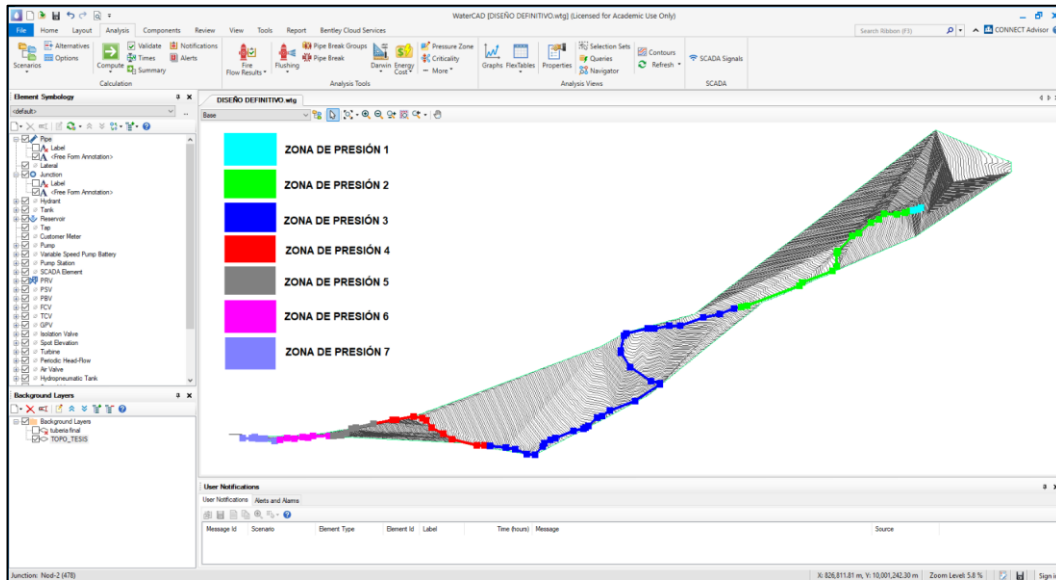 WaterCAD [DISEÑO DEFINITIVO.wtg] (Licensed for Academic Use Only)
File Home Layout Analysis Components Review View Tools Report Bentley Cloud Services
Search Ribbon (F3)
CONNECT Advisor
Scenarios
Alternatives
Options
Compute
Validate
Times
Summary
Notifications
Alerts
Calculation
Fire
Flow Results
Flushing
Pipe Break Groups
Pipe Break
Darwin
Energy
Cost
Pressure Zone
Criticality
More
Analysis Tools
Graphs
FlexTables
Properties
Selection Sets
Queries
Navigator
Contours
Refresh
Analysis Views
SCADA Signals
SCADA
Element Symbology
<default>
Pipe
Label
<Free Form Annotation>
Lateral
Junction
Label
<Free Form Annotation>
Hydrant
Tank
Reservoir
Tap
Customer Meter
Pump
Variable Speed Pump Battery
Pump Station
SCADA Element
PRV
PSV
PBV
FCV
TCV
GPV
Isolation Valve
Spot Elevation
Turbine
Periodic Head-Flow
Air Valve
Hydropneumatic Tank
Background Layers
Background Layers
tuberia final
TOPO_TESIS
DISEÑO DEFINITIVO.wtg
Base
ZONA DE PRESIÓN 1
ZONA DE PRESIÓN 2
ZONA DE PRESIÓN 3
ZONA DE PRESIÓN 4
ZONA DE PRESIÓN 5
ZONA DE PRESIÓN 6
ZONA DE PRESIÓN 7
User Notifications
User Notifications Alerts and Alarms
Message Id Scenario Element Type Element Id Label Time (hours) Message Source
Junction: Nod-2 (478)
X: 826,811.81 m, Y: 10,001,242.30 m Zoom Level: 5.8 %
Sign in